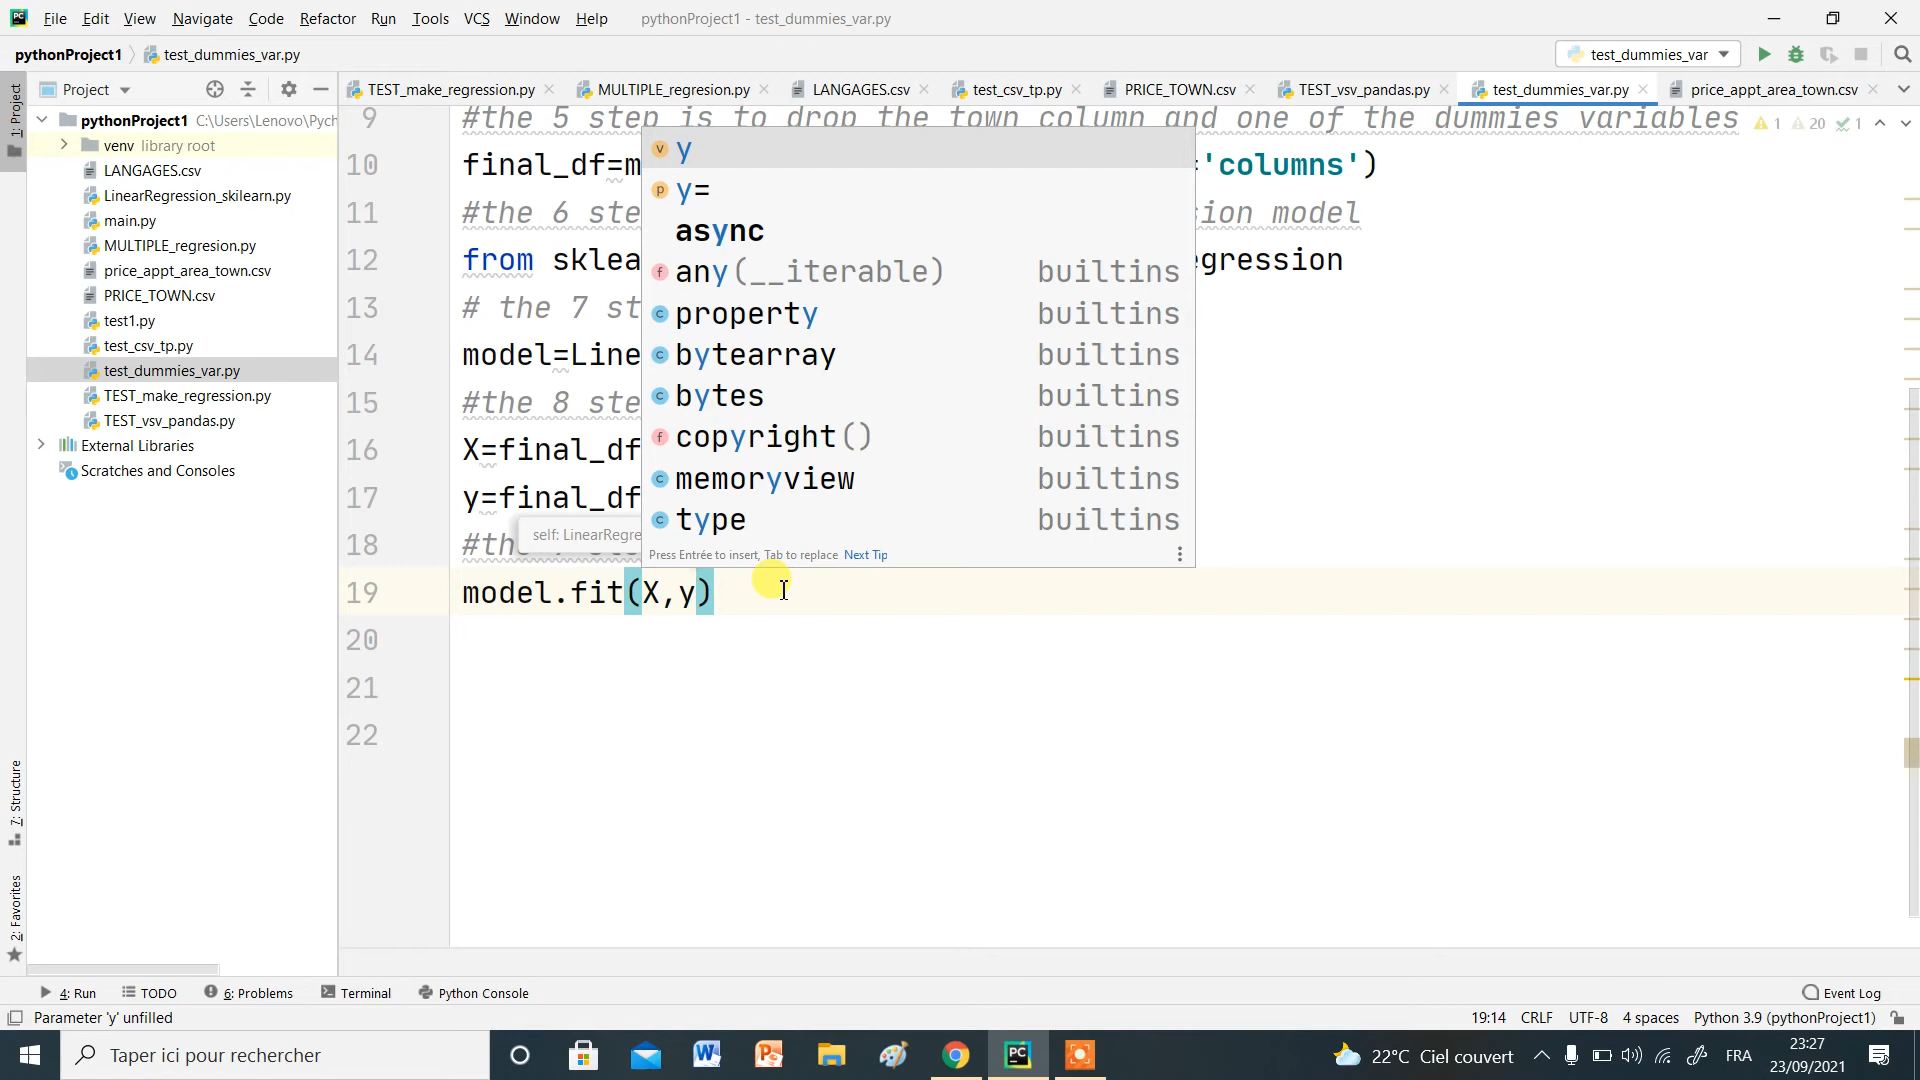 File Edit View Navigate Code Refactor Run Tools VCS Window Help pythonProject1 - test_dummies_var.py
pythonProject1 test_dummies_var.py test_dummies_var
1: Project
Project
TEST_make_regression.py MULTIPLE_regresion.py LANGAGES.csv test_csv_tp.py PRICE_TOWN.csv TEST_vsv_pandas.py test_dummies_var.py price_appt_area_town.csv
pythonProject1 C:\Users\Lenovo\Pych
venv library root
LANGAGES.csv
LinearRegression_skilearn.py
main.py
MULTIPLE_regresion.py
price_appt_area_town.csv
PRICE_TOWN.csv
test1.py
test_csv_tp.py
test_dummies_var.py
TEST_make_regression.py
TEST_vsv_pandas.py
External Libraries
Scratches and Consoles
7: Structure
2: Favorites
9 #the 5 step is to drop the town column and one of the dummies variables 1 20 1
10 final_df=m ='columns')
11 #the 6 ste ion model
12 from sklea gression
13 # the 7 st
14 model=Line
15 #the 8 ste
16 X=final_df
17 y=final_df
18 #th
19 model.fit(X,y)
20
21
22
self: LinearRegre
y
y=
async
any(__iterable) builtins
property builtins
bytearray builtins
bytes builtins
copyright() builtins
memoryview builtins
type builtins
Press Entrée to insert, Tab to replace Next Tip
4: Run TODO 6: Problems Terminal Python Console Event Log
Parameter 'y' unfilled 19:14 CRLF UTF-8 4 spaces Python 3.9 (pythonProject1)
Taper ici pour rechercher 22°C Ciel couvert FRA 23:27
23/09/2021